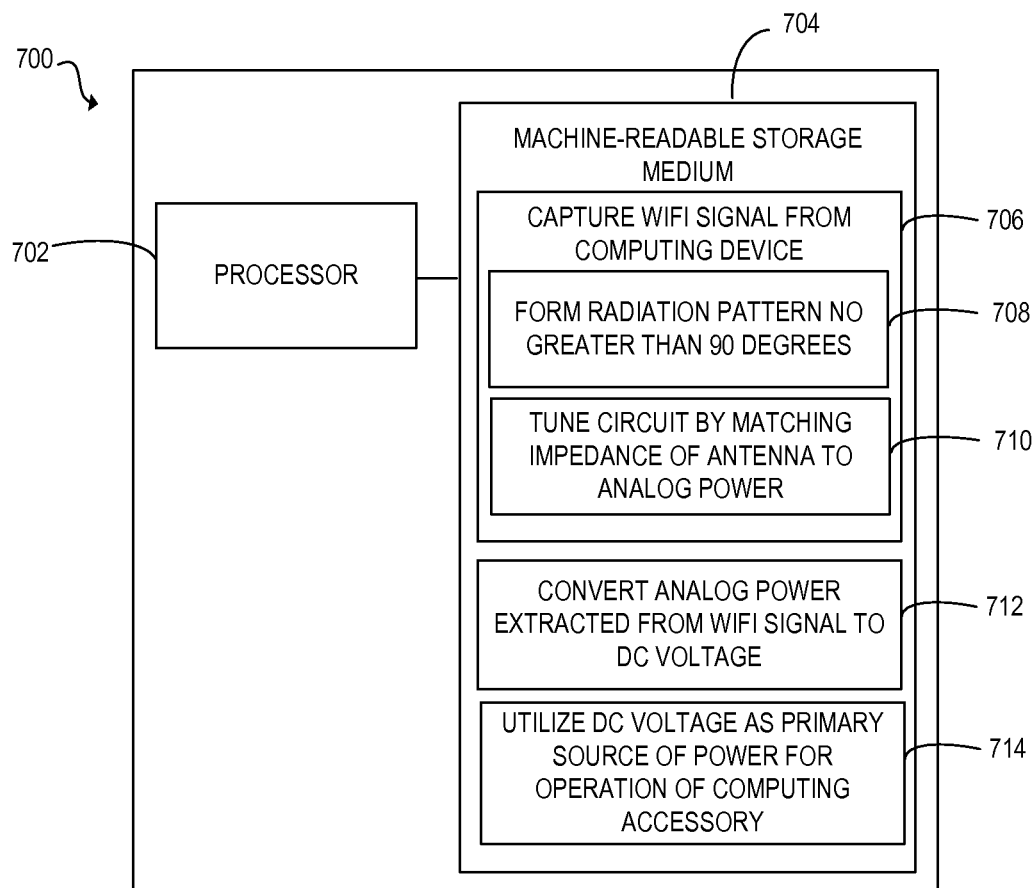 704
700
MACHINE-READABLE STORAGE
MEDIUM
CAPTURE WIFI SIGNAL FROM
COMPUTING DEVICE
706
702
PROCESSOR
FORM RADIATION PATTERN NO
GREATER THAN 90 DEGREES
708
TUNE CIRCUIT BY MATCHING
IMPEDANCE OF ANTENNA TO
ANALOG POWER
710
CONVERT ANALOG POWER
EXTRACTED FROM WIFI SIGNAL TO
DC VOLTAGE
712
UTILIZE DC VOLTAGE AS PRIMARY
SOURCE OF POWER FOR
OPERATION OF COMPUTING
ACCESSORY
714